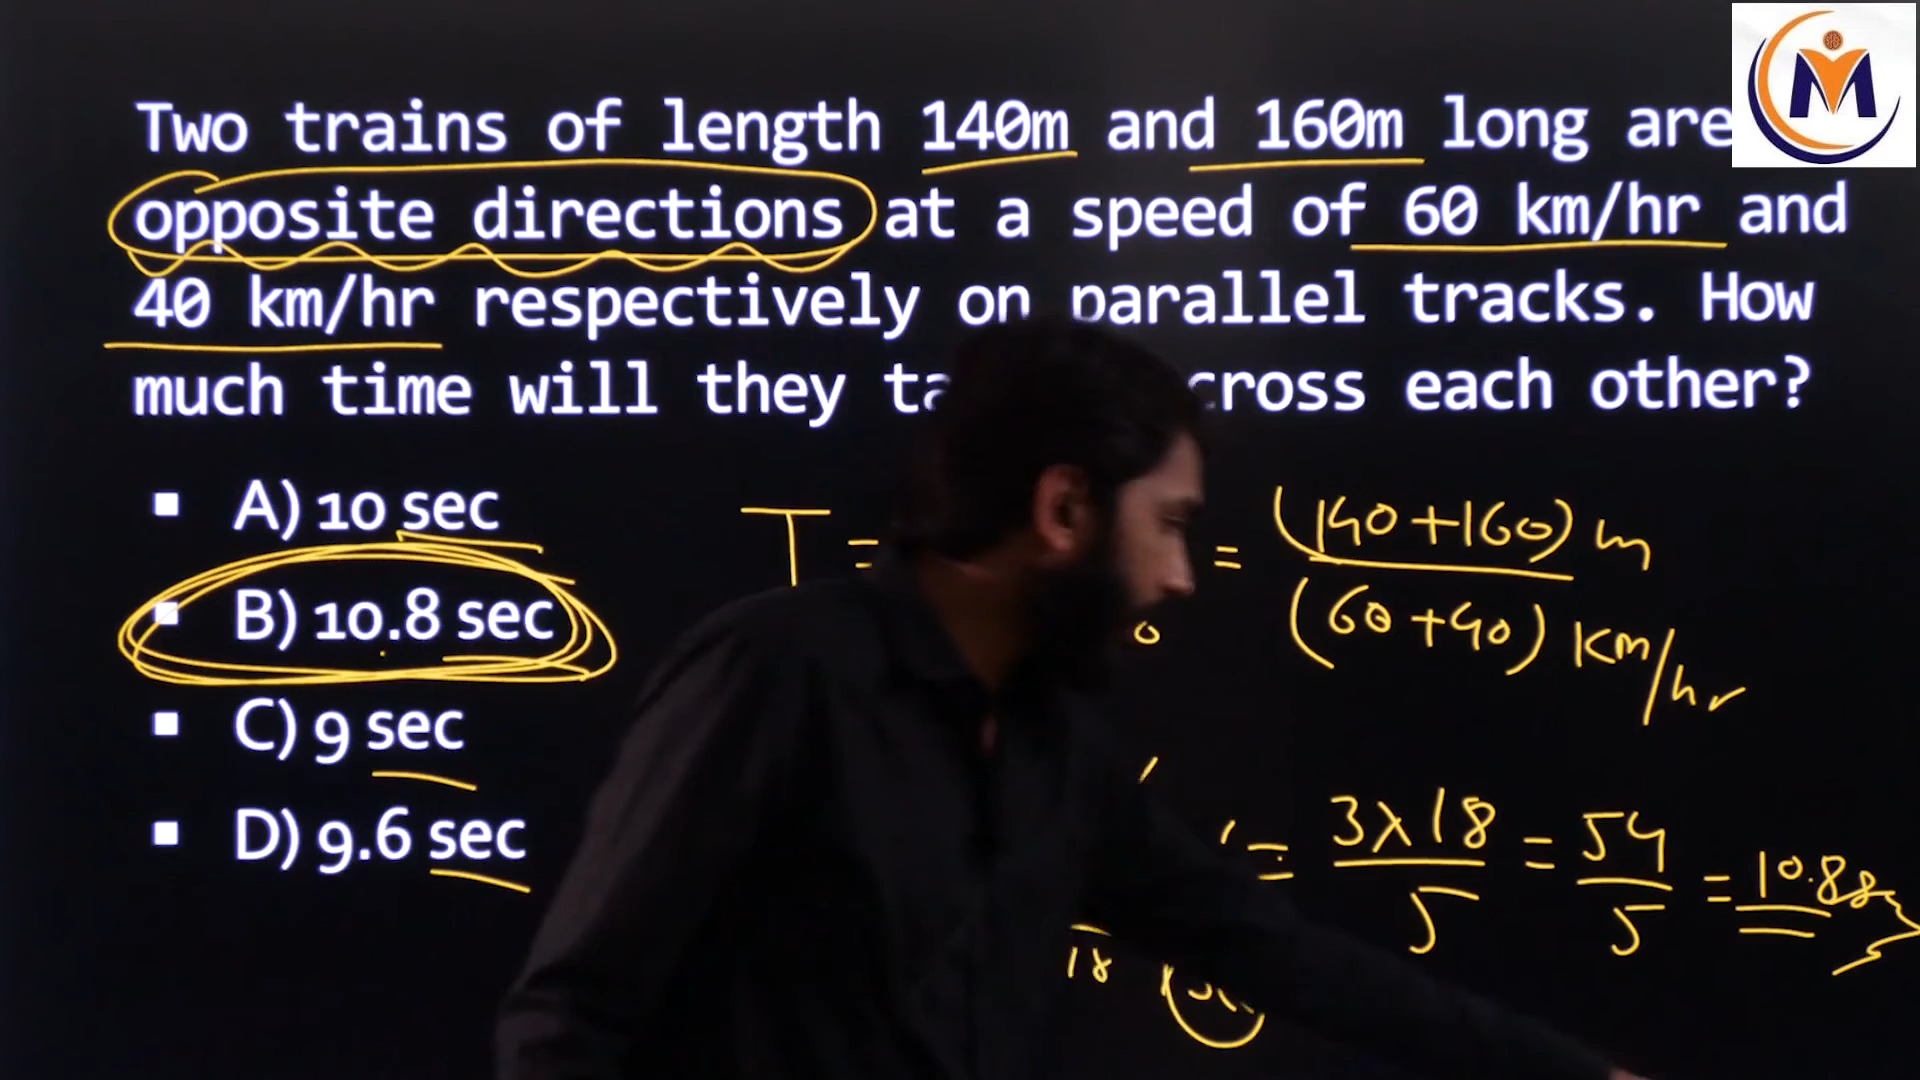 Two trains of length 140m and 160m long are
opposite directions at a speed of 60 km/hr and
40 km/hr respectively on parallel tracks. How
much time will they cross each other?
A) 10 sec
B) 10.8 sec
C) 9 sec
D) 9.6 sec
T = = (140+160) m
(60+40) Km/hr
= 3×18 = 54 = 10.8
5 5
18
M